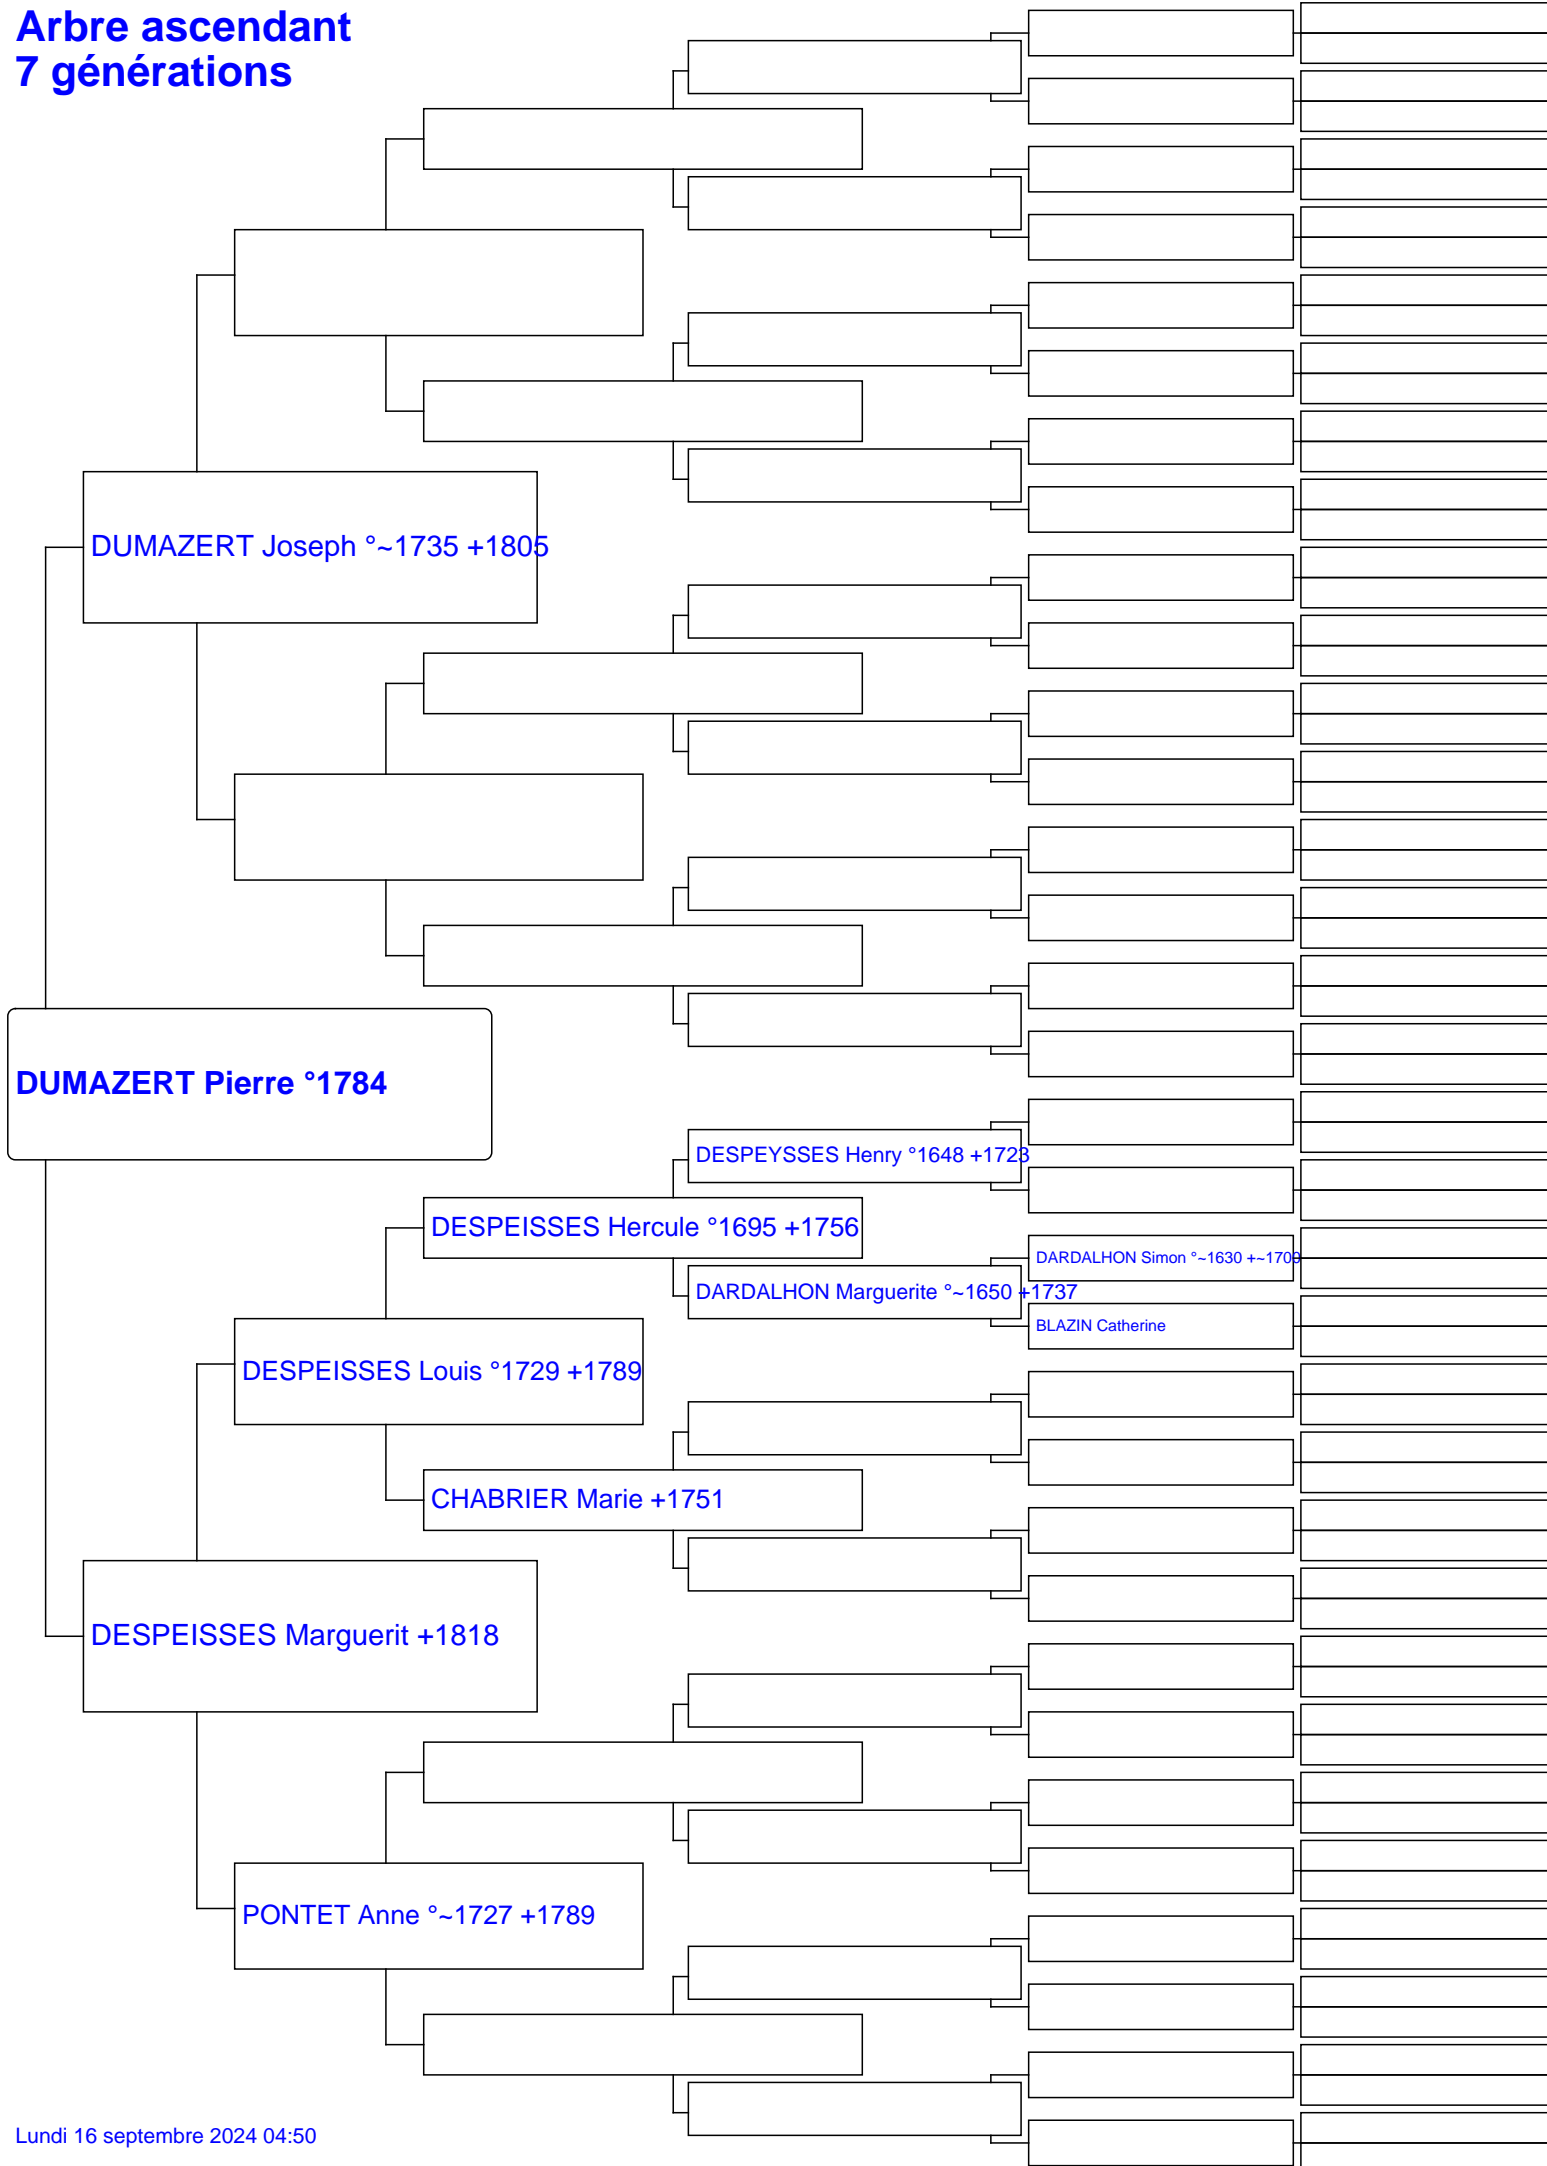 Arbre ascendant
7 générations
DUMAZERT Joseph °~1735 +1805
DUMAZERT Pierre °1784
DESPEYSSES Henry °1648 +1723
DESPEISSES Hercule °1695 +1756
DARDALHON Simon °~1630 +~1700
DARDALHON Marguerite °~1650 +1737
BLAZIN Catherine
DESPEISSES Louis °1729 +1789
CHABRIER Marie +1751
DESPEISSES Marguerit +1818
PONTET Anne °~1727 +1789
Lundi 16 septembre 2024 04:50